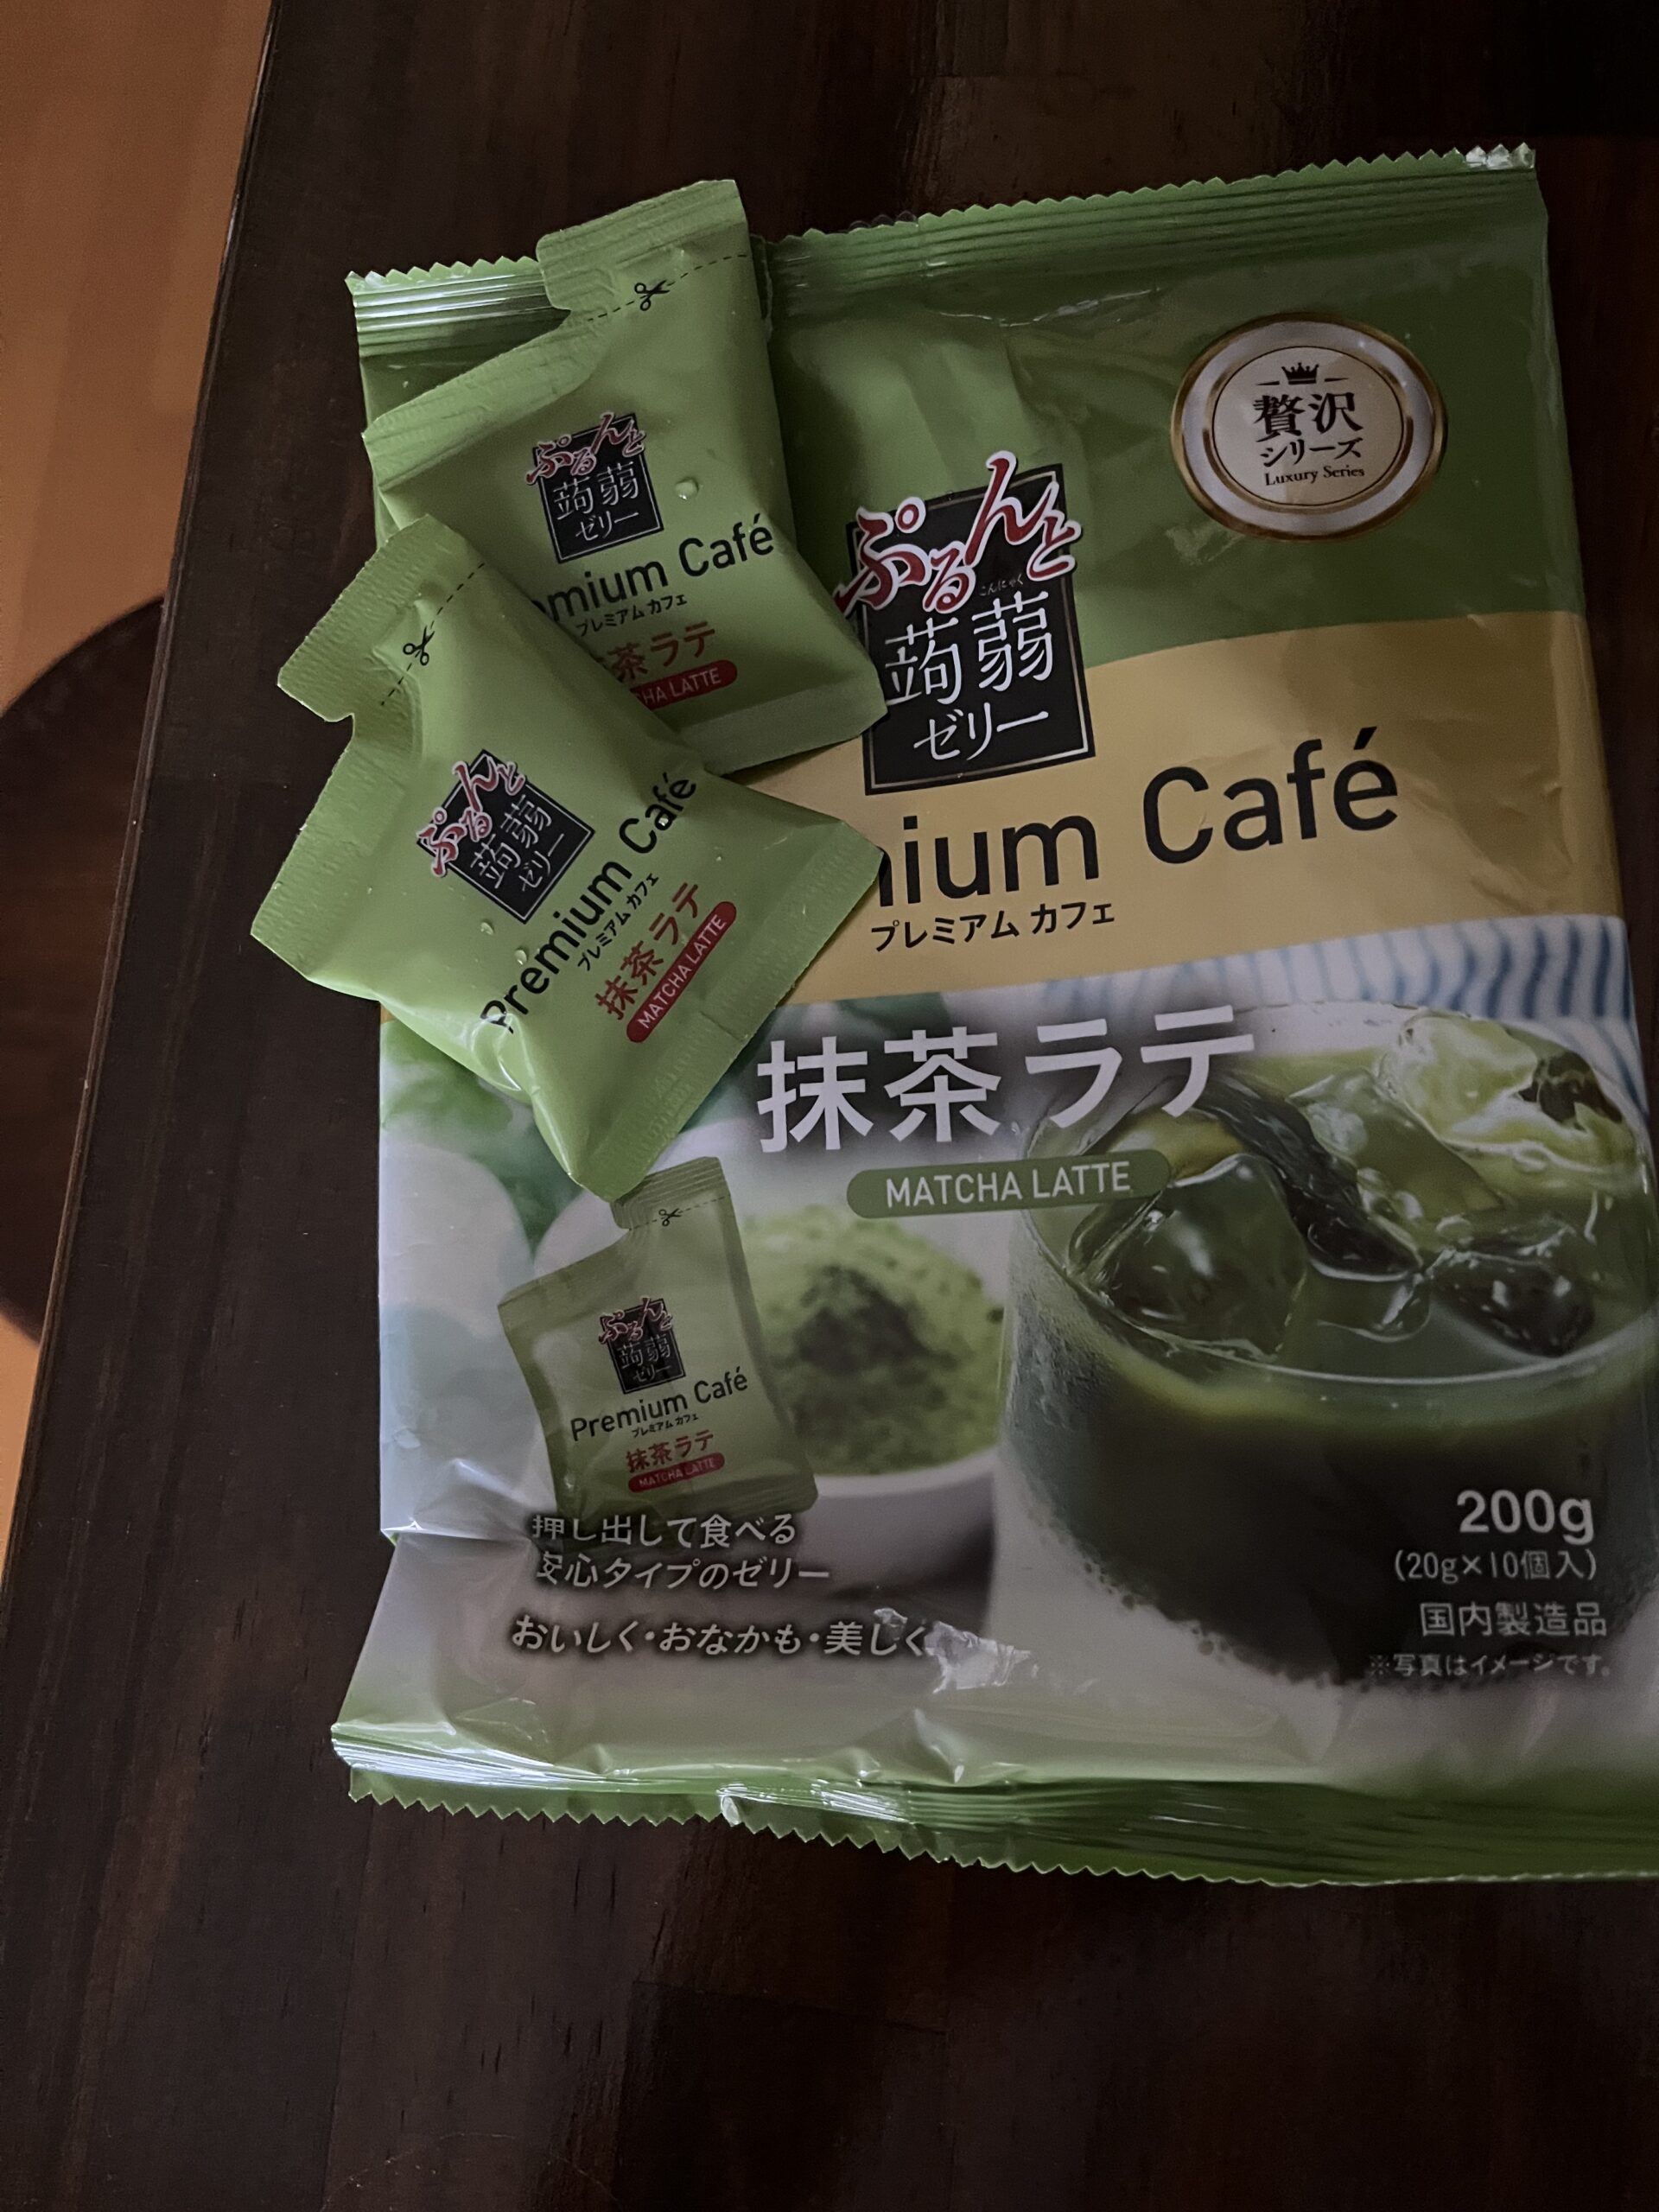 贅沢
シリーズ
Luxury Series
ぷるんと
こんにゃく
蒟蒻
ゼリー
ium Café
プレミアム カフェ
抹茶ラテ
MATCHA LATTE
ぷるんと
蒟蒻
ゼリー
mium Café
プレミアム カフェ
茶ラテ
HA LATTE
ぷるんと
蒟蒻
ゼリー
Premium Café
プレミアム カフェ
抹茶ラテ
MATCHA LATTE
ぷるんと
蒟蒻
ゼリー
Premium Café
プレミアム カフェ
抹茶ラテ
MATCHA LATTE
押し出して食べる
安心タイプのゼリー
おいしく・おなかも・美しく
200g
(20g×10個入)
国内製造品
※写真はイメージです。